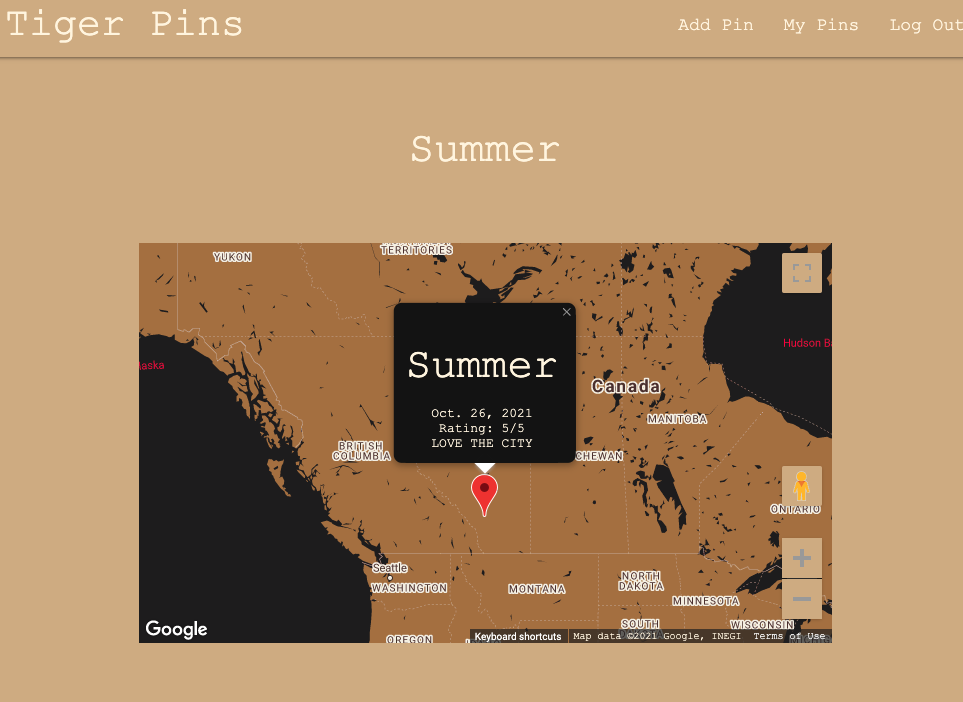 Tiger Pins
Add Pin My Pins Log Out
Summer
TERRITORIES
YUKON
Hudson B
aska
Summer
Oct. 26, 2021
Rating: 5/5
LOVE THE CITY
Canada
MANITOBA
BRITISH
COLUMBIA
CHEWAN
ONTARIO
Seattle
WASHINGTON
MONTANA
NORTH
DAKOTA
MINNESOTA
SOUTH
WISCONSIN
OREGON
Google
Keyboard shortcuts
Map data ©2021 Google, INEGI
Terms of Use